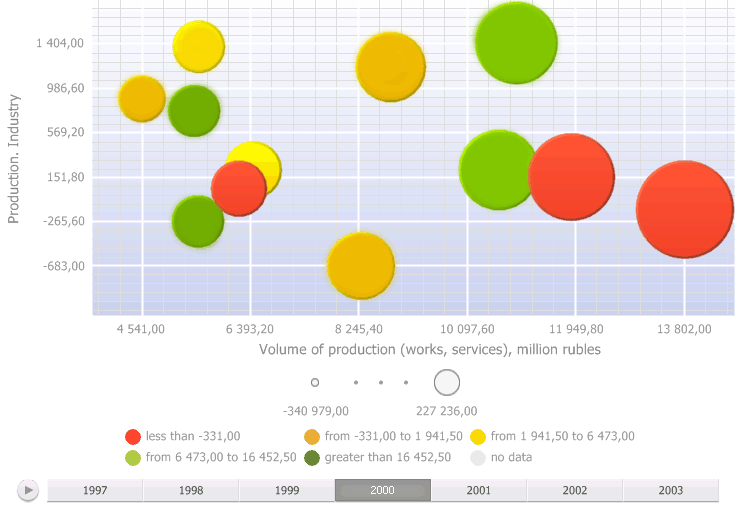 Production. Industry
1 404,00
986,60
569,20
151,80
-265,60
-683,00
4 541,00 6 393,20 8 245,40 10 097,60 11 949,80 13 802,00
Volume of production (works, services), million rubles
-340 979,00 227 236,00
less than -331,00 from -331,00 to 1 941,50 from 1 941,50 to 6 473,00
from 6 473,00 to 16 452,50 greater than 16 452,50 no data
1997 1998 1999 2000 2001 2002 2003